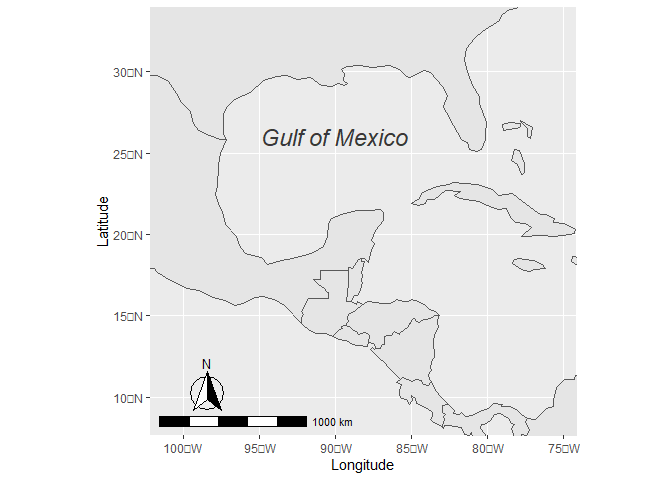 30□N
Gulf of Mexico
25□N
20□N
15□N
10□N
Latitude
N
1000 km
100□W
95□W
90□W
85□W
80□W
75□W
Longitude